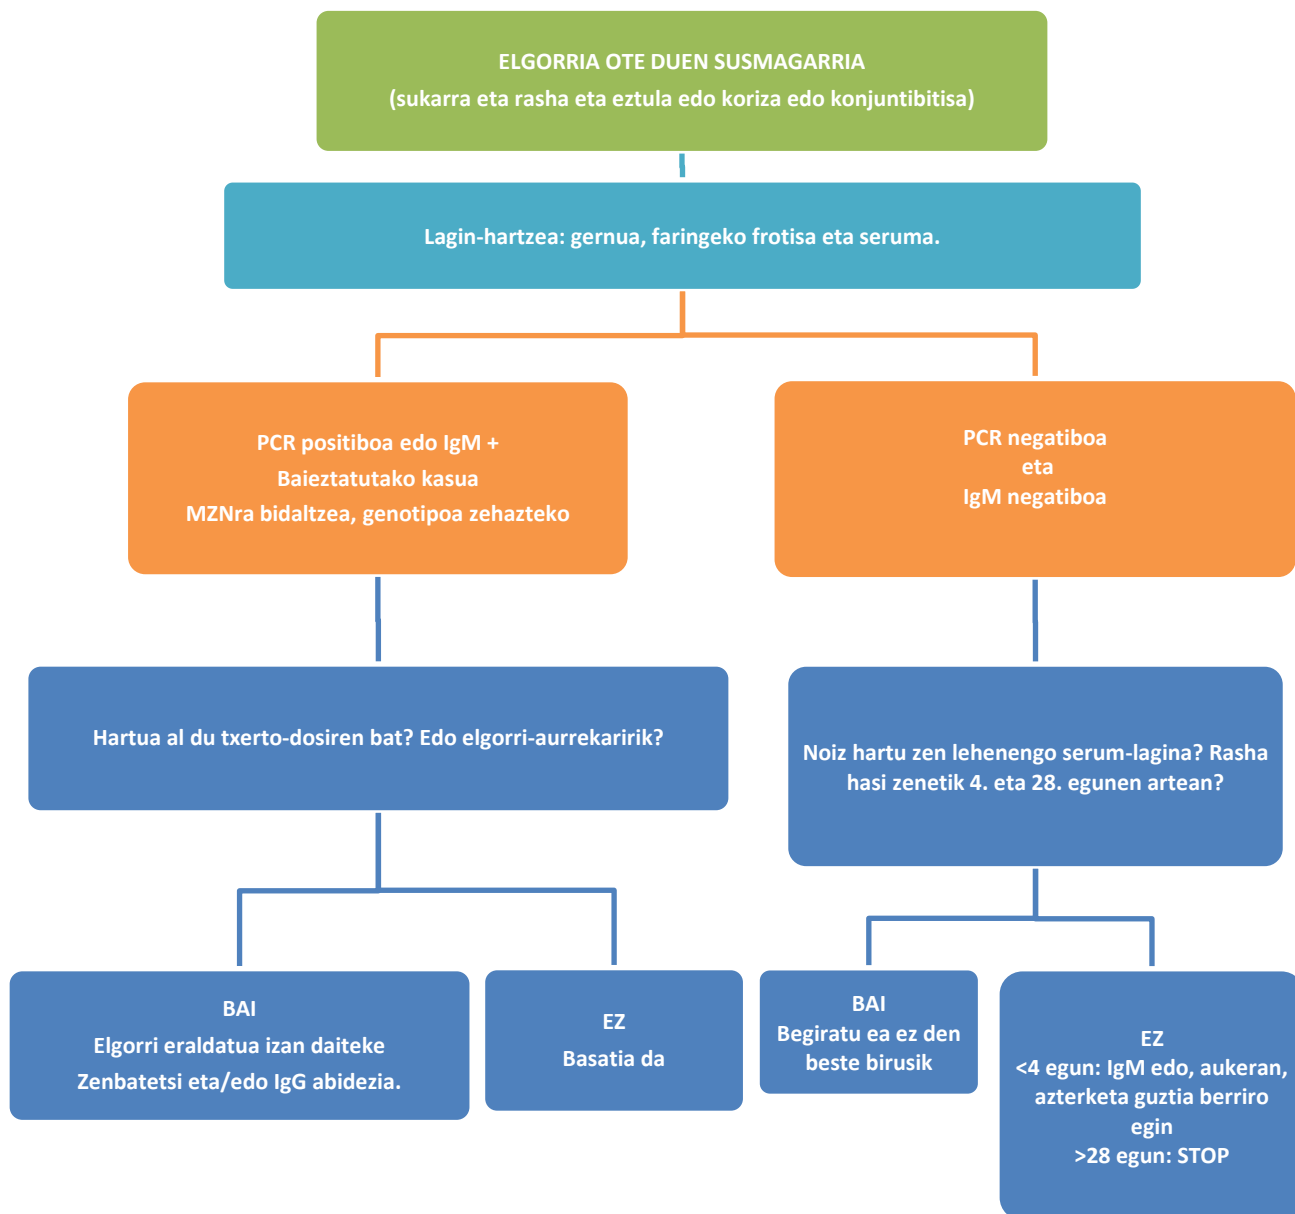 ELGORRIA OTE DUEN SUSMAGARRIA
(sukarra eta rasha eta eztula edo koriza edo konjuntibitisa)
Lagin-hartzea: gernua, faringeko frotisa eta seruma.
PCR positiboa edo IgM +
Baieztatutako kasua
MZNra bidaltzea, genotipoa zehazteko
PCR negatiboa
eta
IgM negatiboa
Hartua al du txerto-dosiren bat? Edo elgorri-aurrekaririk?
Noiz hartu zen lehenengo serum-lagina? Rasha
hasi zenetik 4. eta 28. egunen artean?
BAI
Elgorri eraldatua izan daiteke
Zenbatetsi eta/edo IgG abidezia.
EZ
Basatia da
BAI
Begiratu ea ez den
beste birusik
EZ
<4 egun: IgM edo, aukeran,
azterketa guztia berriro
egin
>28 egun: STOP